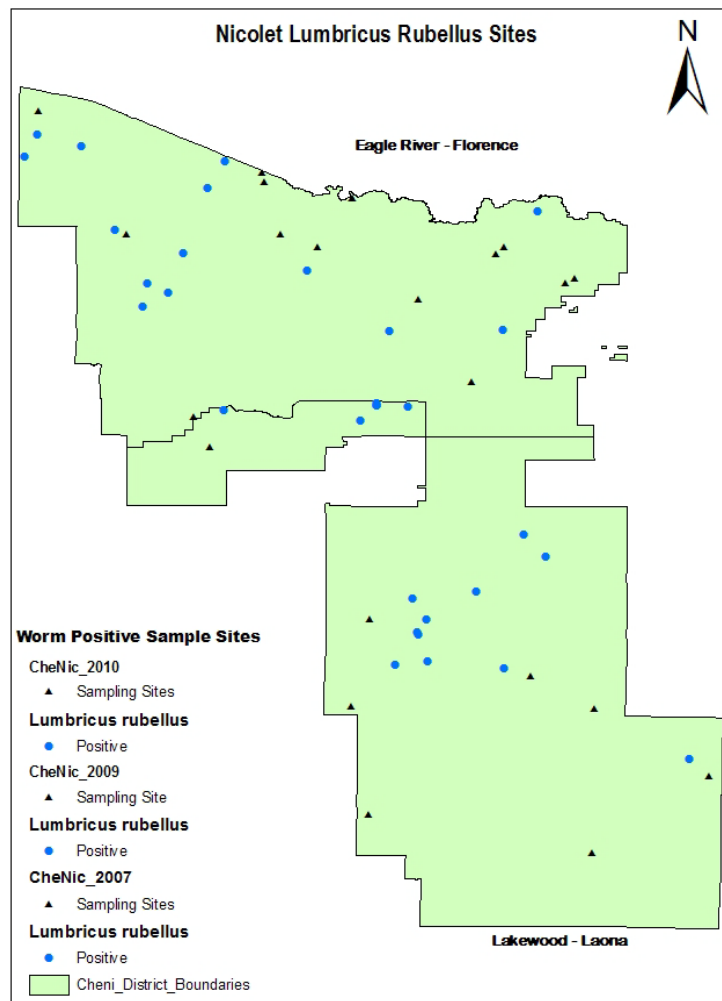 Nicolet Lumbricus Rubellus Sites
N
Eagle River - Florence
Worm Positive Sample Sites
CheNic_2010
Sampling Sites
Lumbricus rubellus
Positive
CheNic_2009
Sampling Site
Lumbricus rubellus
Positive
CheNic_2007
Sampling Sites
Lumbricus rubellus
Positive
Cheni_District_Boundaries
Lakewood - Laona